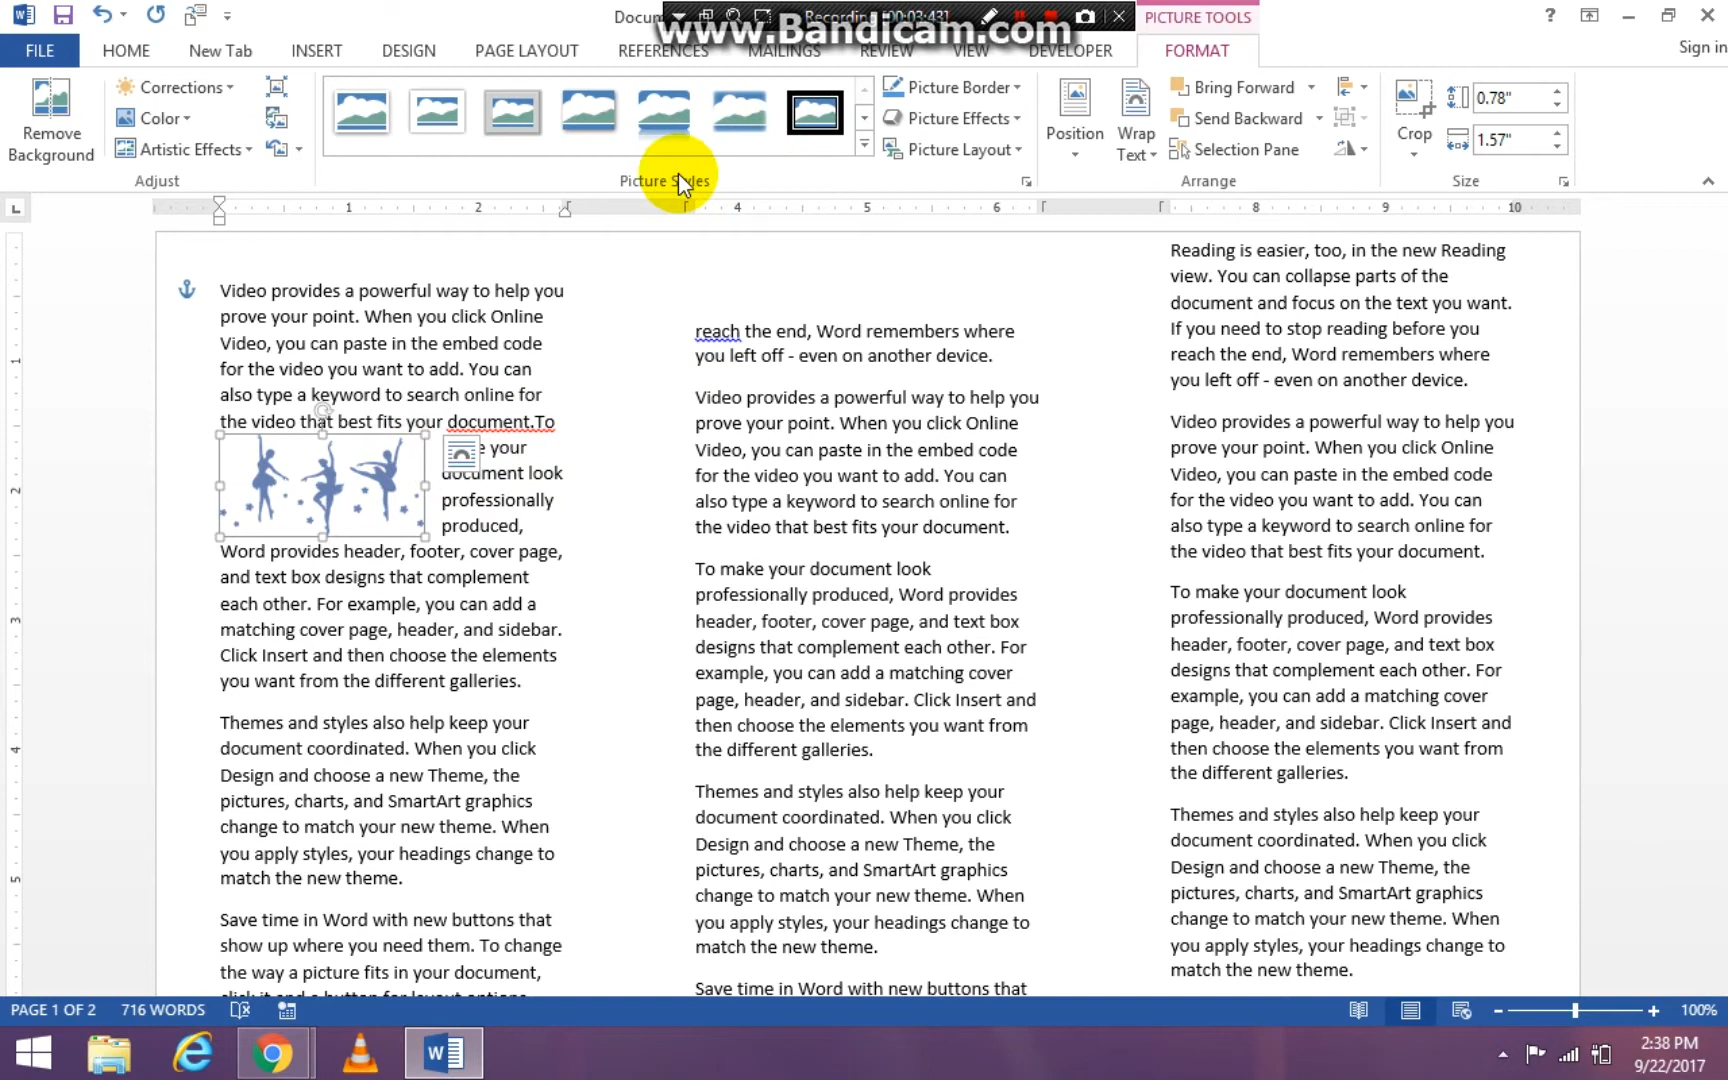 Docum
Recording [00:03:43]
www.Bandicam.com
PICTURE TOOLS
FILE
HOME
New Tab
INSERT
DESIGN
PAGE LAYOUT
REFERENCES
MAILINGS
REVIEW
VIEW
DEVELOPER
FORMAT
Sign in
Remove
Background
Corrections
Color
Artistic Effects
Adjust
Picture Styles
Picture Border
Picture Effects
Picture Layout
Position
Wrap
Text
Bring Forward
Send Backward
Selection Pane
Arrange
Crop
0.78"
1.57"
Size
1 2 4 5 6 8 9 10
1
2
3
4
5
Video provides a powerful way to help you
prove your point. When you click Online
Video, you can paste in the embed code
for the video you want to add. You can
also type a keyword to search online for
the video that best fits your document.To
e your
document look
professionally
produced,
Word provides header, footer, cover page,
and text box designs that complement
each other. For example, you can add a
matching cover page, header, and sidebar.
Click Insert and then choose the elements
you want from the different galleries.
Themes and styles also help keep your
document coordinated. When you click
Design and choose a new Theme, the
pictures, charts, and SmartArt graphics
change to match your new theme. When
you apply styles, your headings change to
match the new theme.
Save time in Word with new buttons that
show up where you need them. To change
the way a picture fits in your document,
click it and a button for layout options
reach the end, Word remembers where
you left off - even on another device.
Video provides a powerful way to help you
prove your point. When you click Online
Video, you can paste in the embed code
for the video you want to add. You can
also type a keyword to search online for
the video that best fits your document.
To make your document look
professionally produced, Word provides
header, footer, cover page, and text box
designs that complement each other. For
example, you can add a matching cover
page, header, and sidebar. Click Insert and
then choose the elements you want from
the different galleries.
Themes and styles also help keep your
document coordinated. When you click
Design and choose a new Theme, the
pictures, charts, and SmartArt graphics
change to match your new theme. When
you apply styles, your headings change to
match the new theme.
Save time in Word with new buttons that
Reading is easier, too, in the new Reading
view. You can collapse parts of the
document and focus on the text you want.
If you need to stop reading before you
reach the end, Word remembers where
you left off - even on another device.
Video provides a powerful way to help you
prove your point. When you click Online
Video, you can paste in the embed code
for the video you want to add. You can
also type a keyword to search online for
the video that best fits your document.
To make your document look
professionally produced, Word provides
header, footer, cover page, and text box
designs that complement each other. For
example, you can add a matching cover
page, header, and sidebar. Click Insert and
then choose the elements you want from
the different galleries.
Themes and styles also help keep your
document coordinated. When you click
Design and choose a new Theme, the
pictures, charts, and SmartArt graphics
change to match your new theme. When
you apply styles, your headings change to
match the new theme.
PAGE 1 OF 2 716 WORDS
100%
2:38 PM
9/22/2017